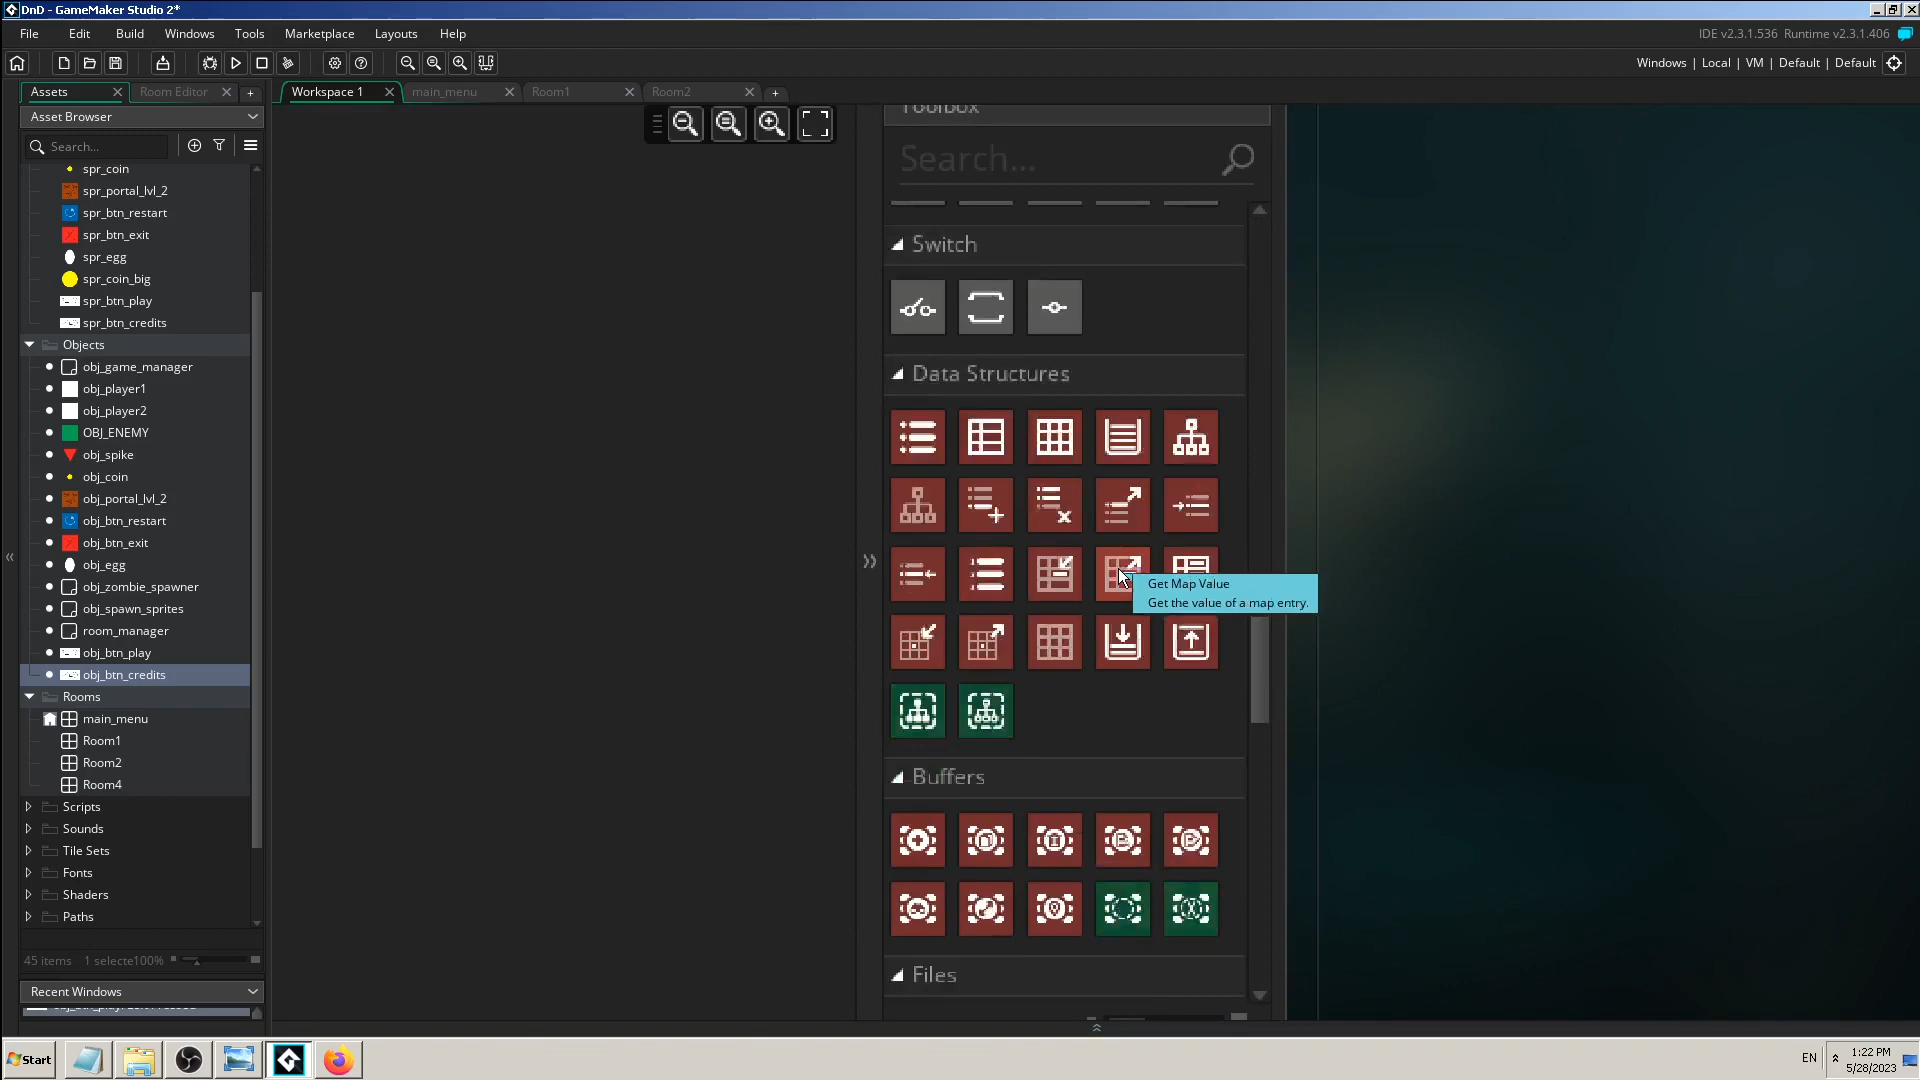 DnD - GameMaker Studio 2*
File Edit Build Windows Tools Marketplace Layouts Help
IDE v2.3.1.536 Runtime v2.3.1.406
Windows | Local | VM | Default | Default
Assets
Room Editor
Workspace 1
main_menu
Room1
Room2
Asset Browser
Search...
spr_coin
spr_portal_lvl_2
spr_btn_restart
spr_btn_exit
spr_egg
spr_coin_big
spr_btn_play
spr_btn_credits
Objects
obj_game_manager
obj_player1
obj_player2
OBJ_ENEMY
obj_spike
obj_coin
obj_portal_lvl_2
obj_btn_restart
obj_btn_exit
obj_egg
obj_zombie_spawner
obj_spawn_sprites
room_manager
obj_btn_play
obj_btn_credits
Rooms
main_menu
Room1
Room2
Room4
Scripts
Sounds
Tile Sets
Fonts
Shaders
Paths
45 items 1 selecte100%
Recent Windows
Toolbox
Search...
Switch
Data Structures
Get Map Value
Get the value of a map entry.
Buffers
Files
Start
EN
1:22 PM
5/28/2023